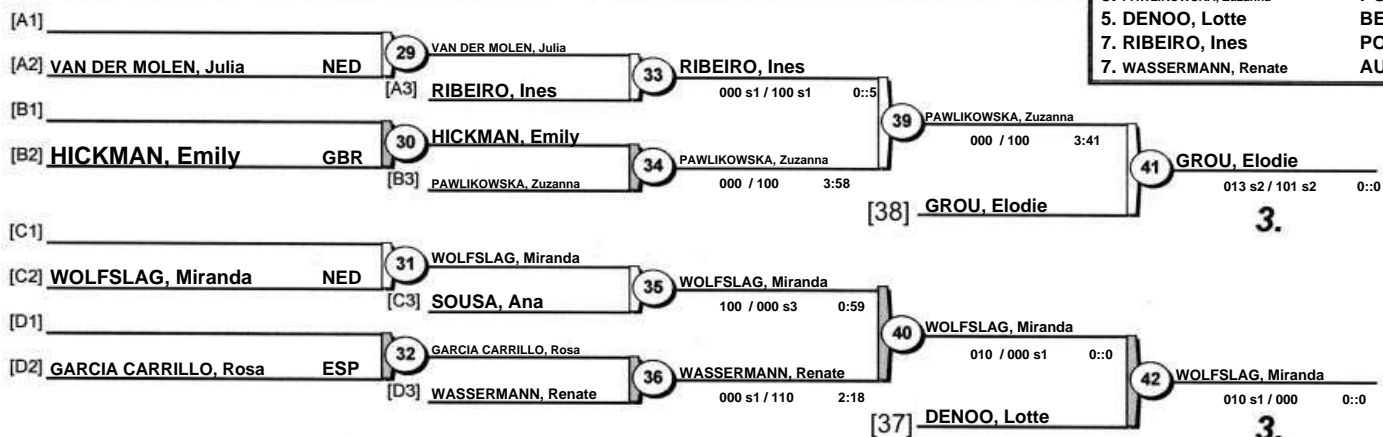 5. DENOO, Lotte BE
7. RIBEIRO, Ines PO
7. WASSERMANN, Renate AU
[A1]
[A2] VAN DER MOLEN, Julia NED
29
VAN DER MOLEN, Julia
[A3] RIBEIRO, Ines
33
RIBEIRO, Ines
000 s1 / 100 s1 0::5
[B1]
[B2] HICKMAN, Emily GBR
30
HICKMAN, Emily
[B3] PAWLIKOWSKA, Zuzanna
34
PAWLIKOWSKA, Zuzanna
000 / 100 3:58
39
PAWLIKOWSKA, Zuzanna
000 / 100 3:41
[38] GROU, Elodie
41
GROU, Elodie
013 s2 / 101 s2 0::0
3.
[C1]
[C2] WOLFSLAG, Miranda NED
31
WOLFSLAG, Miranda
[C3] SOUSA, Ana
35
WOLFSLAG, Miranda
100 / 000 s3 0:59
[D1]
[D2] GARCIA CARRILLO, Rosa ESP
32
GARCIA CARRILLO, Rosa
[D3] WASSERMANN, Renate
36
WASSERMANN, Renate
000 s1 / 110 2:18
40
WOLFSLAG, Miranda
010 / 000 s1 0::0
[37] DENOO, Lotte
42
WOLFSLAG, Miranda
010 s1 / 000 0::0
3.